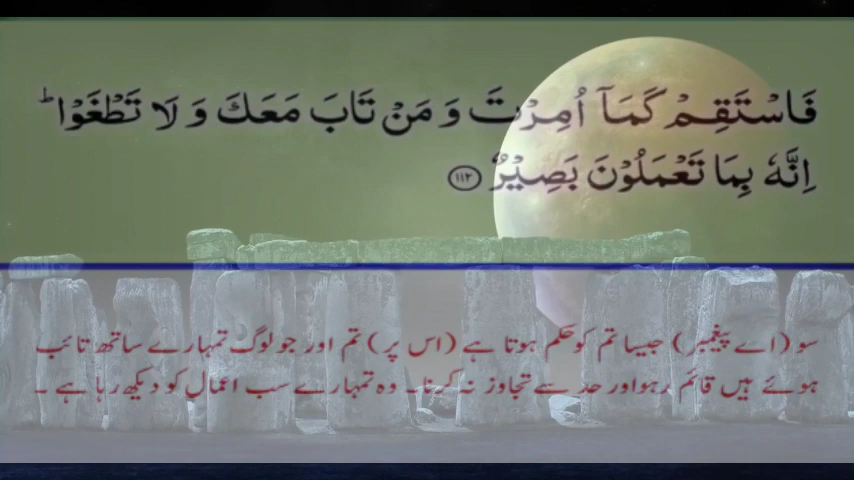 فَاسْتَقِمْ كَمَآ اُمِرْتَ وَ مَنْ تَابَ مَعَكَ وَ لَا تَطْغَوْا ؕ
اِنَّهٗ بِمَا تَعْمَلُوْنَ بَصِيْرٌ ۝۱۱۲
سو (اے پیغمبر) جیسا تم کو حکم ہوتا ہے (اس پر) تم اور جو لوگ تمہارے ساتھ تائب
ہوئے ہیں قائم رہو اور حد سے تجاوز نہ کرنا۔ وہ تمہارے سب اعمال کو دیکھ رہا ہے ۔